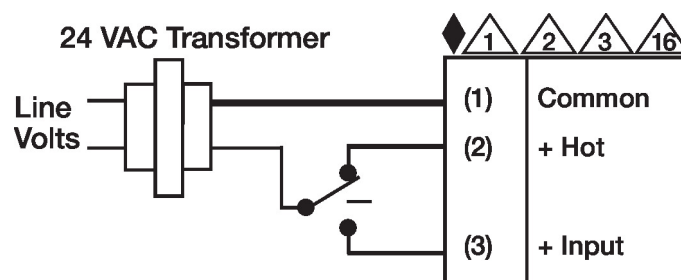 24 VAC Transformer
1 2 3 16
Line
Volts
(1) Common
(2) + Hot
(3) + Input